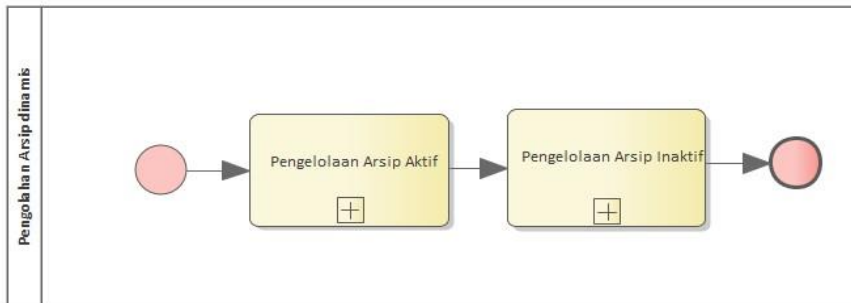 Pengolahan Arsip dinamis
Pengelolaan Arsip Aktif
Pengelolaan Arsip Inaktif